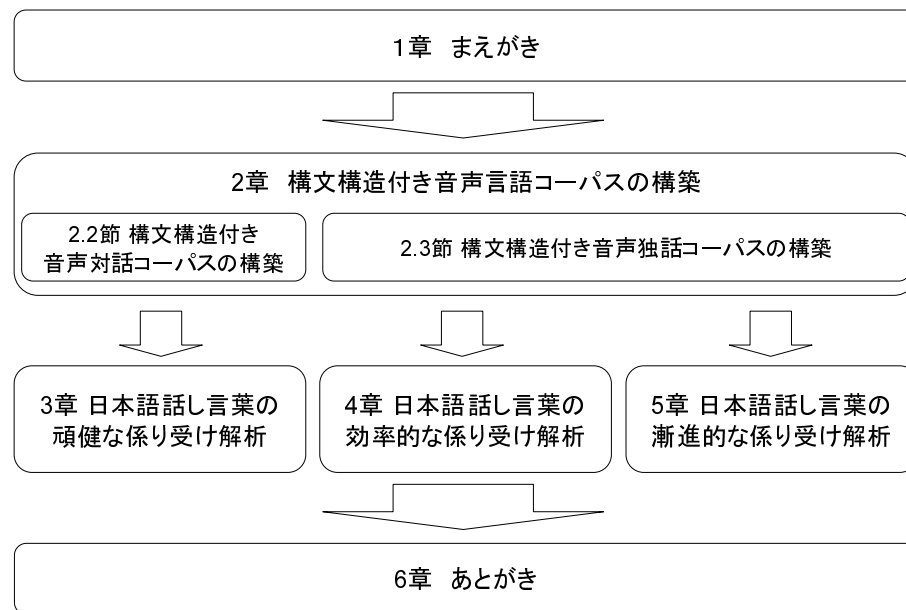 1章 まえがき
2章 構文構造付き音声言語コーパスの構築
2.2節 構文構造付き
音声対話コーパスの構築
2.3節 構文構造付き音声独話コーパスの構築
3章 日本語話し言葉の
頑健な係り受け解析
4章 日本語話し言葉の
効率的な係り受け解析
5章 日本語話し言葉の
漸進的な係り受け解析
6章 あとがき